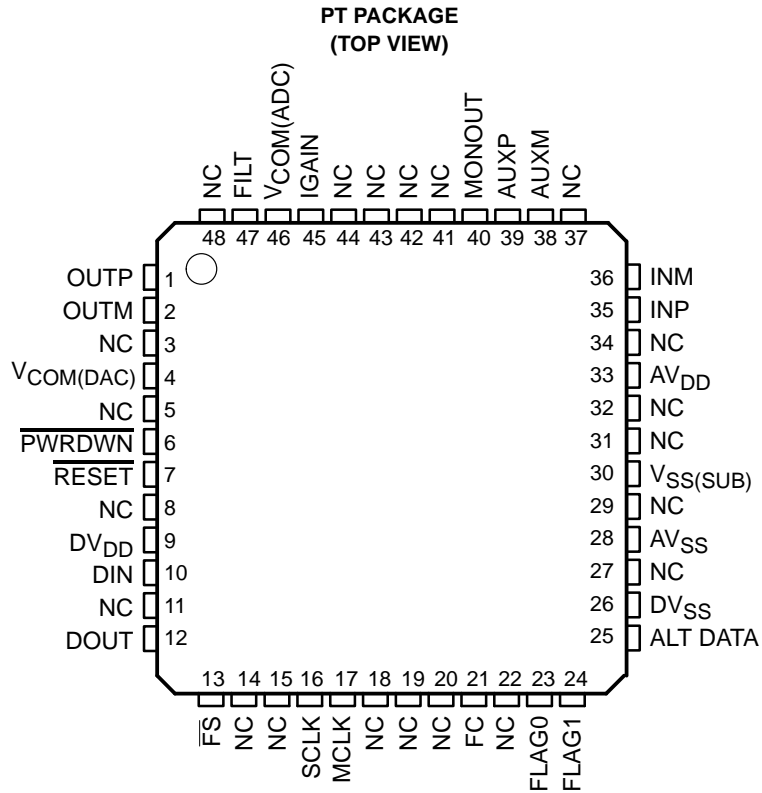 PT PACKAGE
(TOP VIEW)
NC
FILT
VCOM(ADC)
IGAIN
NC
NC
NC
NC
MONOUT
AUXP
AUXM
NC
48 47 46 45 44 43 42 41 40 39 38 37
OUTP 1
OUTM 2
NC 3
VCOM(DAC) 4
NC 5
PWRDWN 6
RESET 7
NC 8
DVDD 9
DIN 10
NC 11
DOUT 12
36 INM
35 INP
34 NC
33 AVDD
32 NC
31 NC
30 VSS(SUB)
29 NC
28 AVSS
27 NC
26 DVSS
25 ALT DATA
13 14 15 16 17 18 19 20 21 22 23 24
FS
NC
NC
SCLK
MCLK
NC
NC
NC
FC
NC
FLAG0
FLAG1